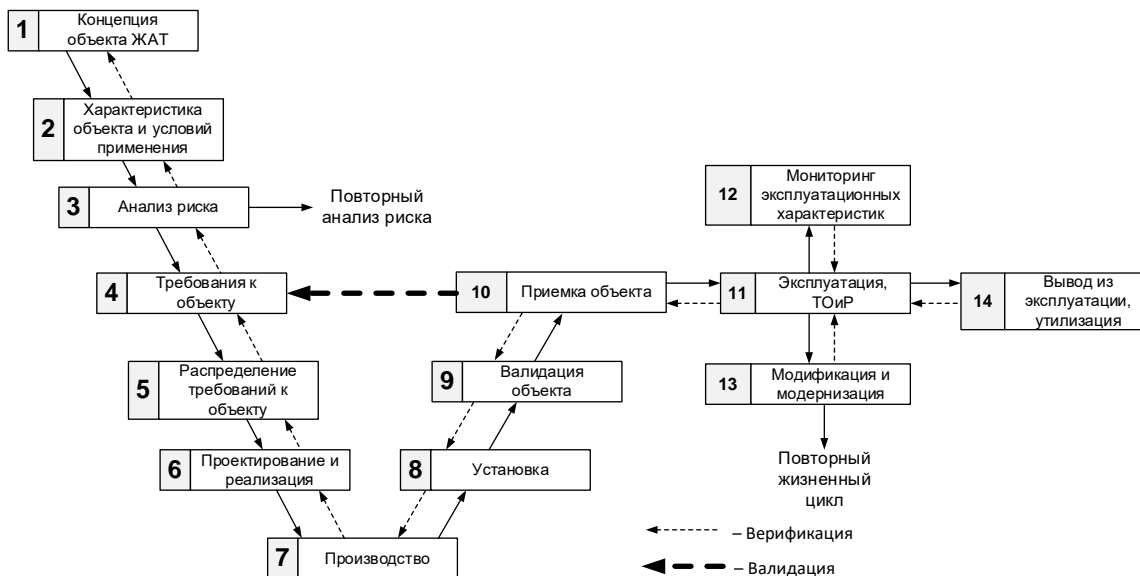 1
Концепция
объекта ЖАТ
2
Характеристика
объекта и условий
применения
3
Анализ риска
Повторный
анализ риска
4
Требования к
объекту
5
Распределение
требований к
объекту
6
Проектирование и
реализация
7
Производство
8
Установка
9
Валидация
объекта
10
Приемка объекта
11
Эксплуатация,
ТОиР
12
Мониторинг
эксплуатационных
характеристик
13
Модификация и
модернизация
Повторный
жизненный
цикл
14
Вывод из
эксплуатации,
утилизация
– Верификация
– Валидация